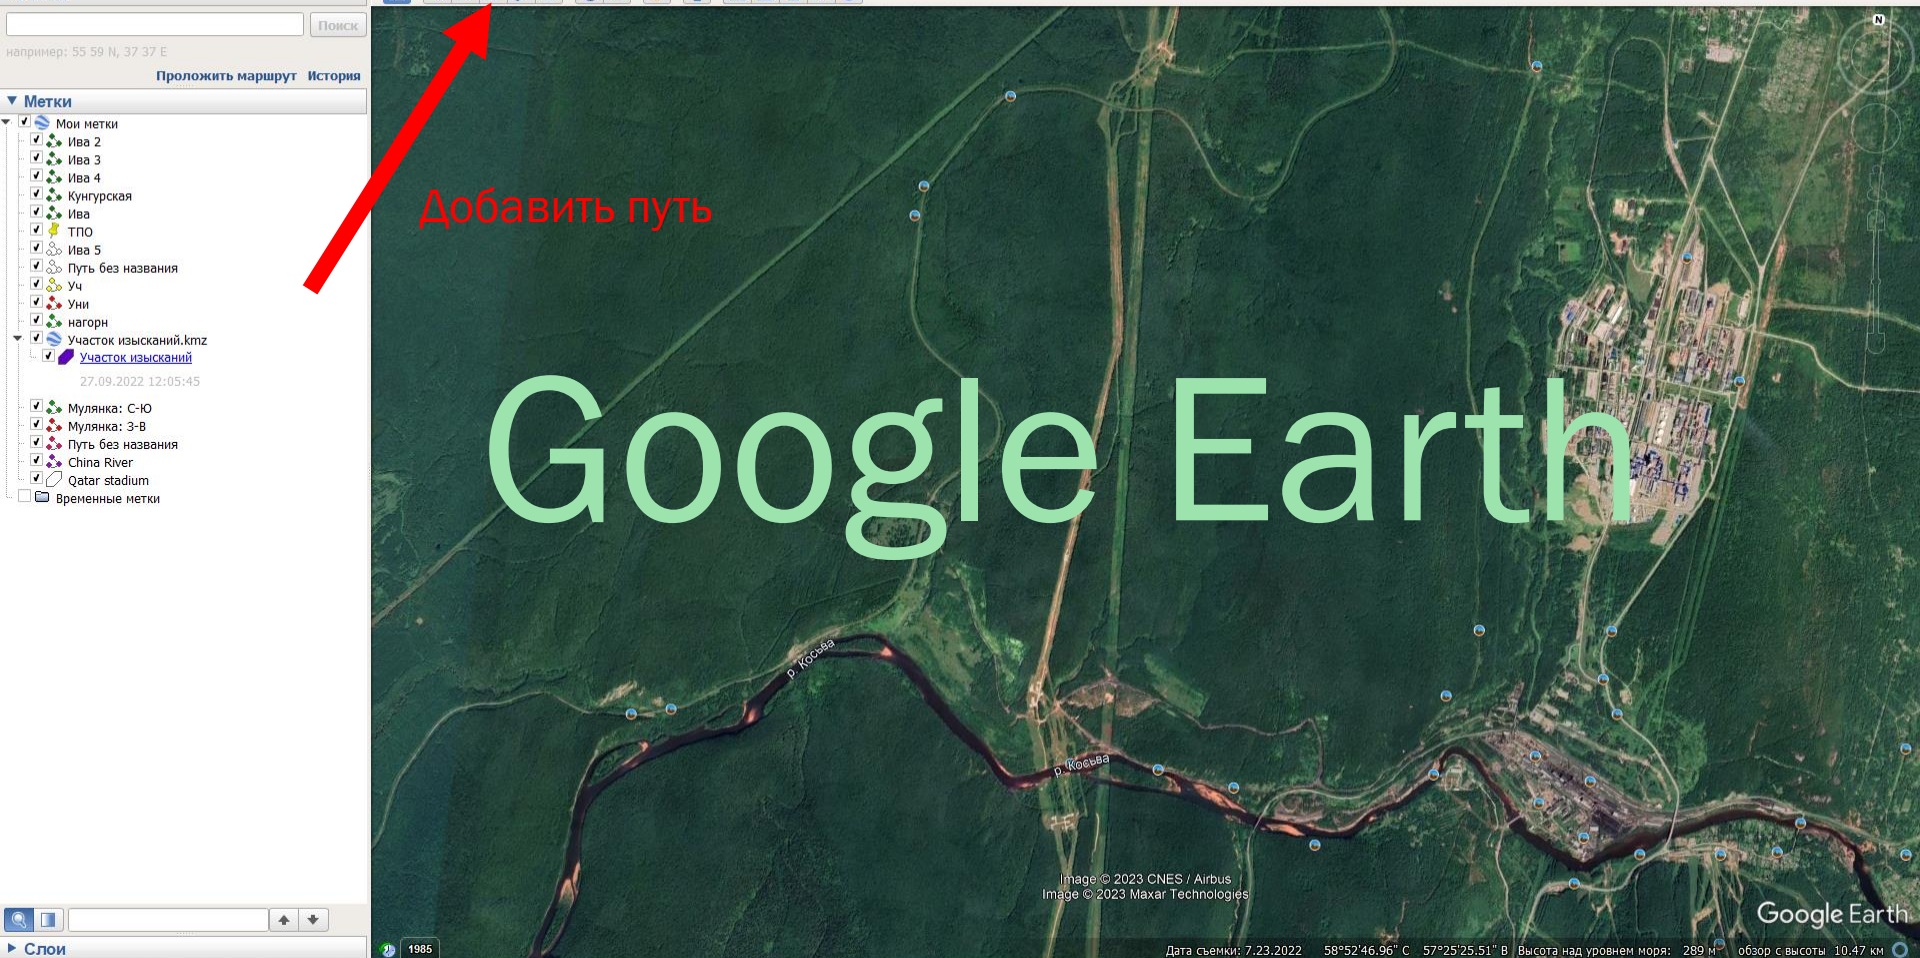 Поиск
например: 55 59 N, 37 37 E
Проложить маршрут История
Метки
Мои метки
Ива 2
Ива 3
Ива 4
Кунгурская
Ива
ТПО
Ива 5
Путь без названия
Уч
Уни
нагорн
Участок изысканий.kmz
Участок изысканий
27.09.2022 12:05:45
Мулянка: С-Ю
Мулянка: З-В
Путь без названия
China River
Qatar stadium
Временные метки
Слои
Добавить путь
N
Google Earth
р. Косьва
р. Косьва
Image © 2023 CNES / Airbus
Image © 2023 Maxar Technologies
Google Earth
1985
Дата съемки: 7.23.2022 58°52'46.96" С 57°25'25.51" В Высота над уровнем моря: 289 м обзор с высоты 10.47 км